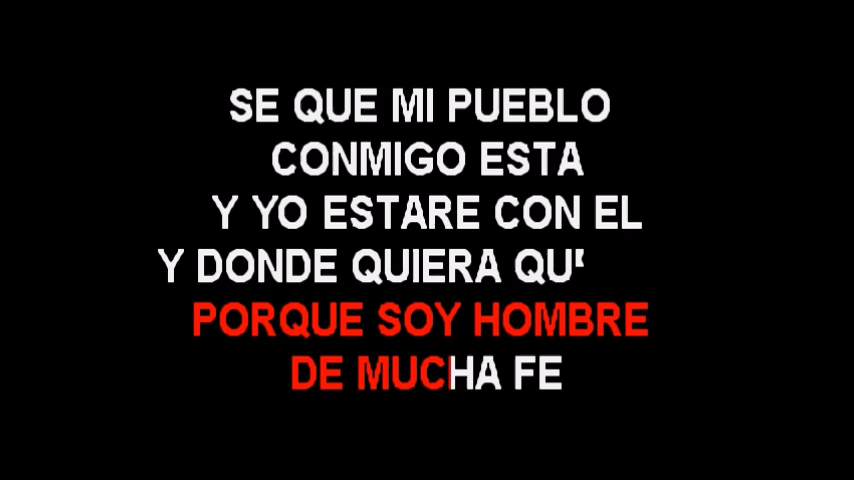 SE QUE MI PUEBLO
CONMIGO ESTA
Y YO ESTARE CON EL
Y DONDE QUIERA
PORQUE SOY HOMBRE
DE MUCHA FE